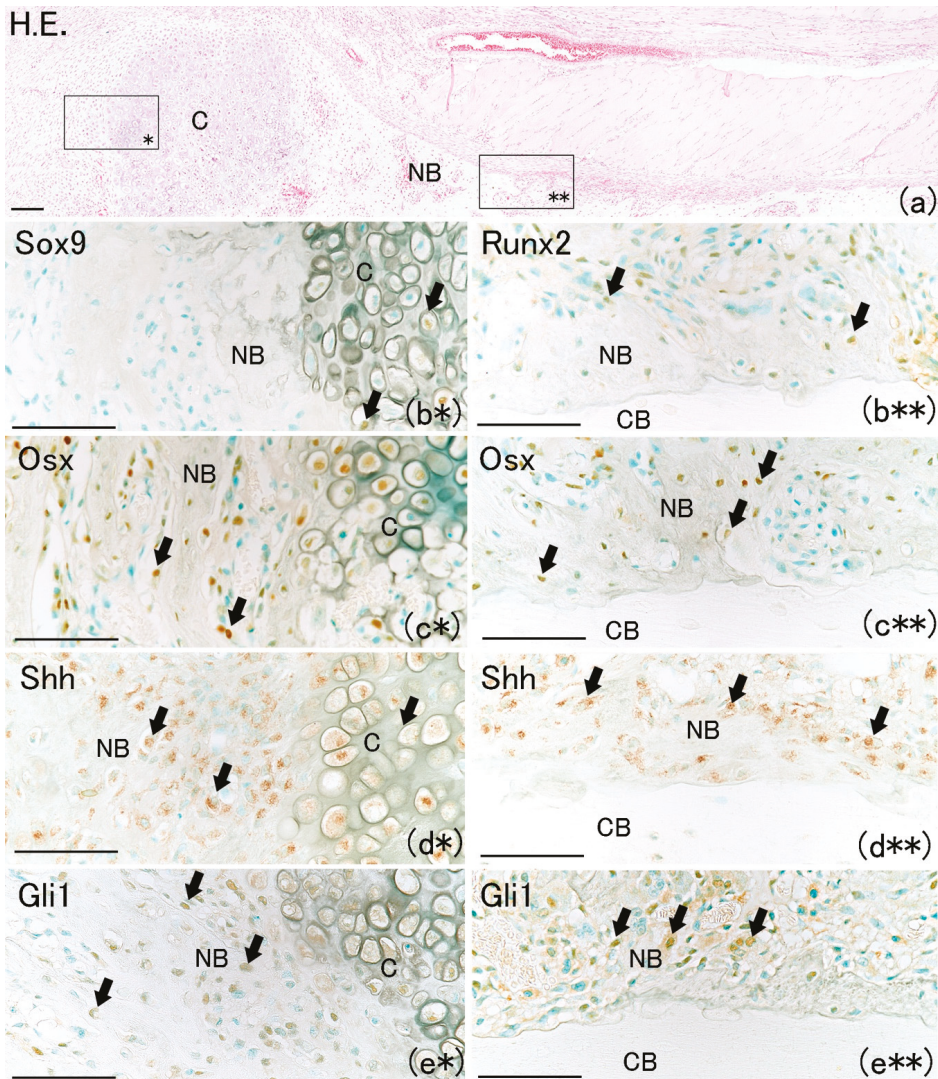 H.E.
C
*
NB
**
(a)
Sox9
C
NB
(b*)
Runx2
NB
CB
(b**)
Osx
NB
C
(c*)
Osx
NB
CB
(c**)
Shh
NB
C
(d*)
Shh
NB
CB
(d**)
Gli1
NB
C
(e*)
Gli1
NB
CB
(e**)